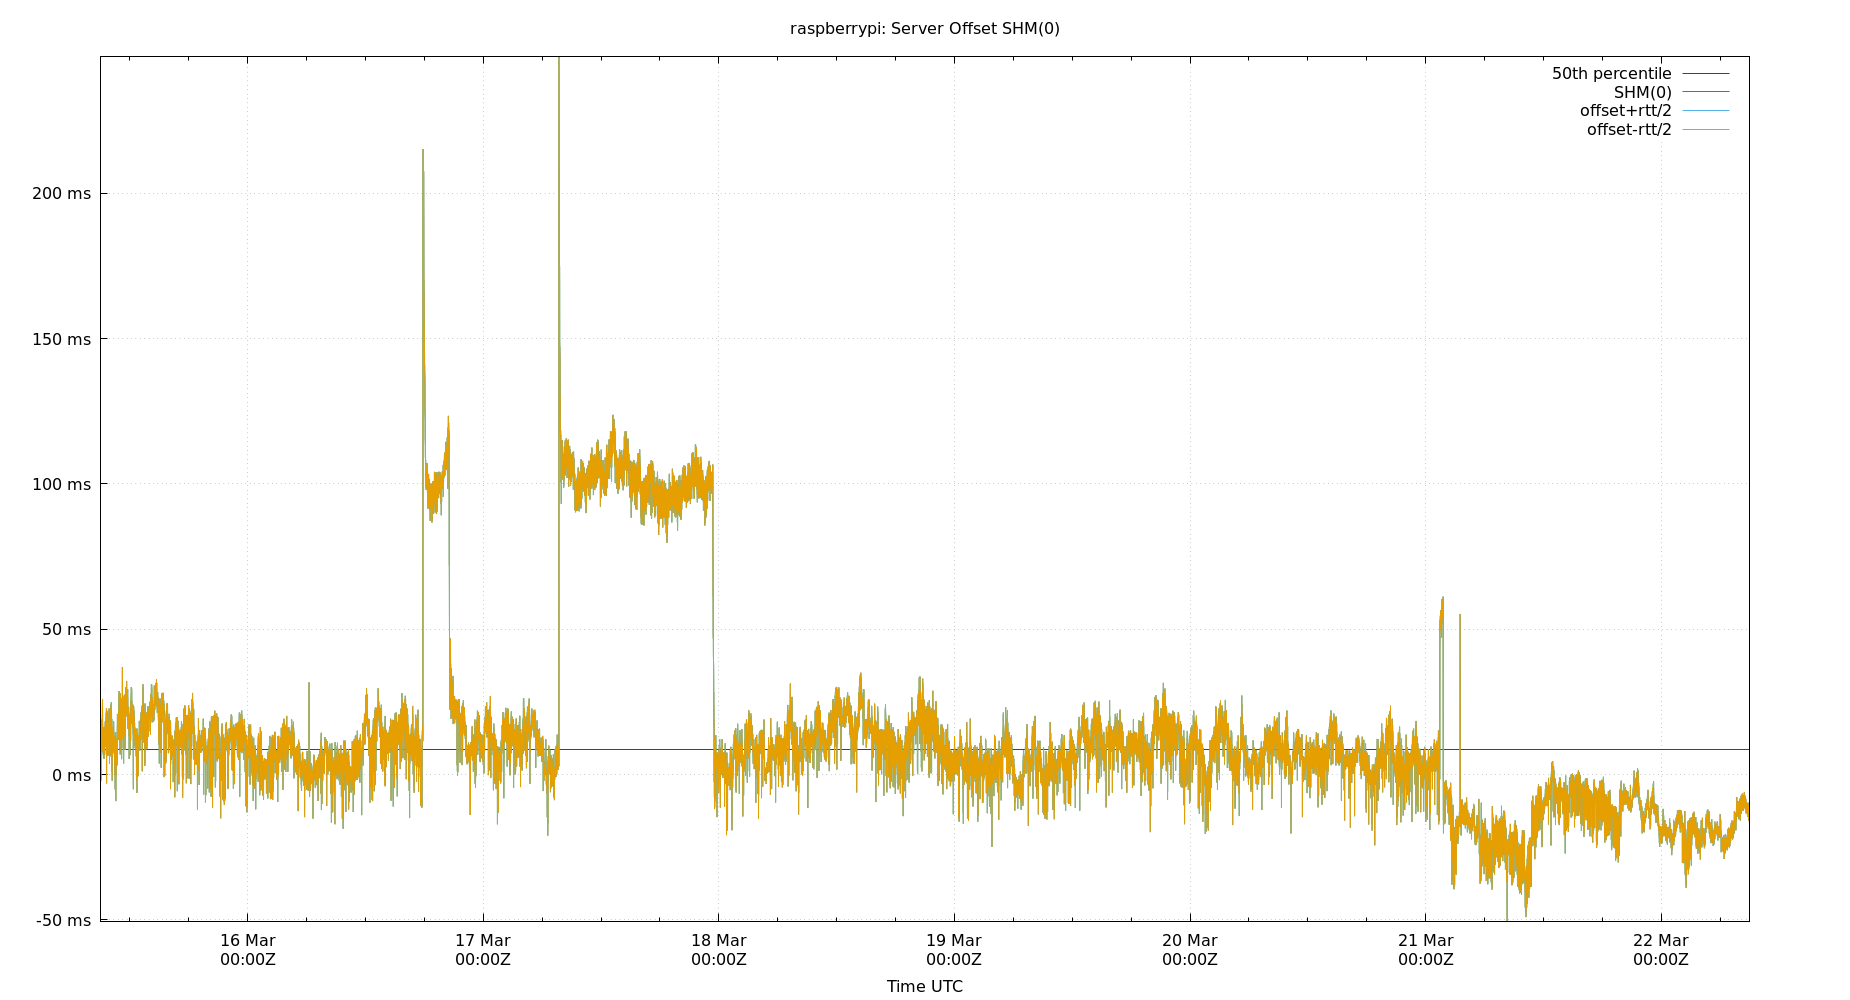 raspberrypi: Server Offset SHM(0)
50th percentile
SHM(0)
offset+rtt/2
offset-rtt/2
200 ms
150 ms
100 ms
50 ms
0 ms
-50 ms
16 Mar 17 Mar 18 Mar 19 Mar 20 Mar 21 Mar 22 Mar
00:00Z 00:00Z 00:00Z 00:00Z 00:00Z 00:00Z 00:00Z
Time UTC